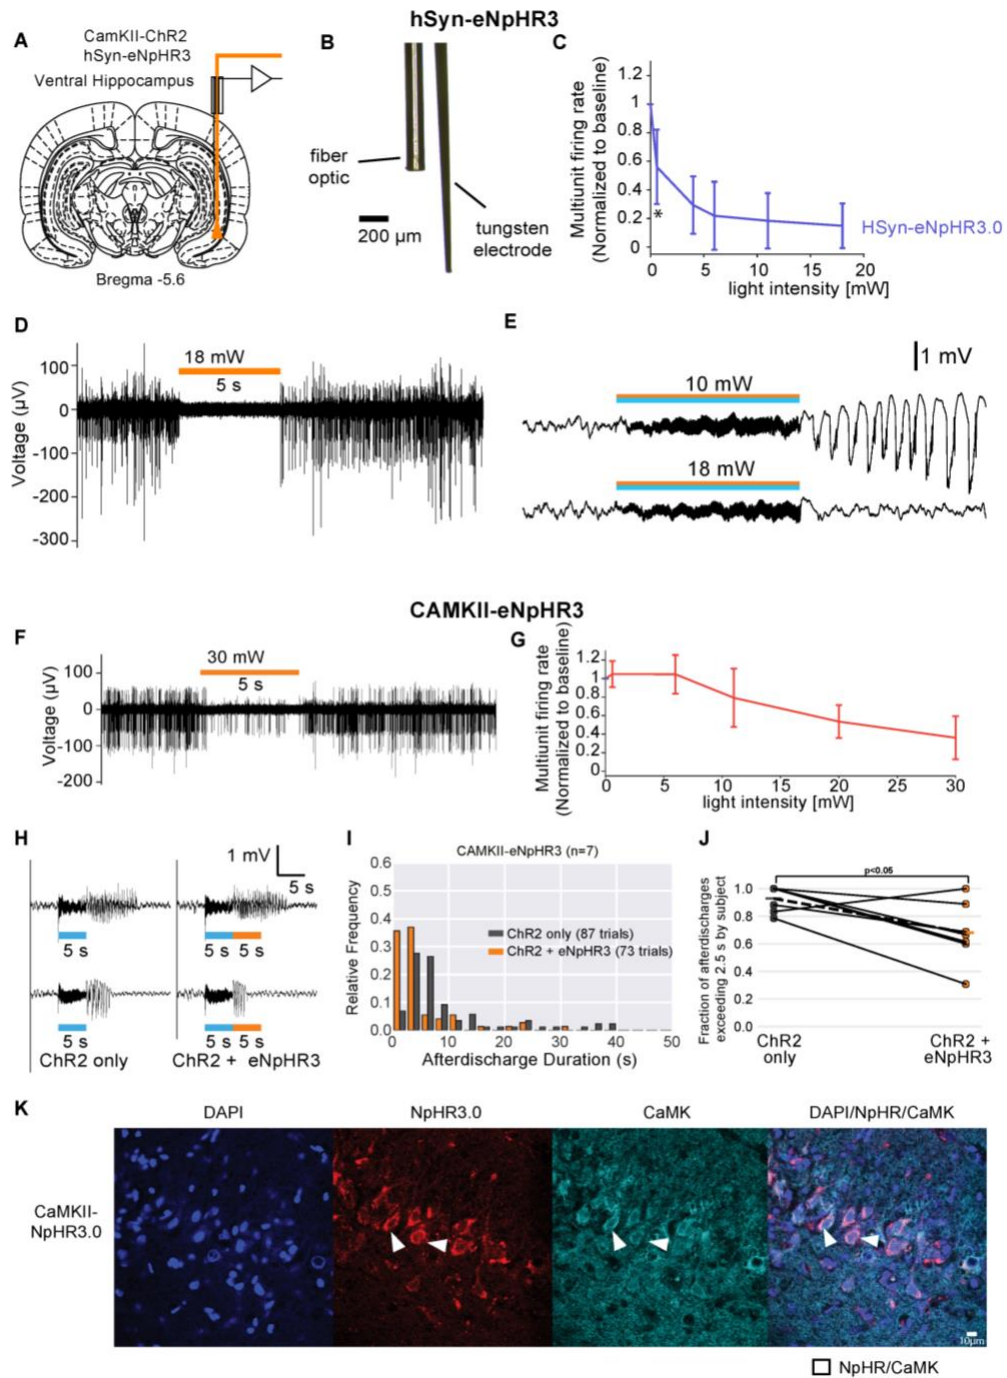 hSyn-eNpHR3
A
CamKII-ChR2
hSyn-eNpHR3
Ventral Hippocampus
Bregma -5.6
B
fiber
optic
200 μm
tungsten
electrode
C
Multiunit firing rate
(Normalized to baseline)
1.2
1
0.8
0.6
0.4
0.2
0
*
HSyn-eNpHR3.0
0 5 10 15 20
light intensity [mW]
D
18 mW
5 s
Voltage (μV)
100
0
-100
-200
-300
E
1 mV
10 mW
18 mW
CAMKII-eNpHR3
F
30 mW
5 s
Voltage (μV)
100
0
-100
-200
G
Multiunit firing rate
(Normalized to baseline)
1.2
1
0.8
0.6
0.4
0.2
0
0 5 10 15 20 25 30
light intensity [mW]
H
1 mV
5 s
5 s
5 s 5 s
5 s
5 s 5 s
ChR2 only
ChR2 + eNpHR3
I
CAMKII-eNpHR3 (n=7)
Relative Frequency
0.6
0.5
0.4
0.3
0.2
0.1
0.0
ChR2 only (87 trials)
ChR2 + eNpHR3 (73 trials)
0 10 20 30 40 50
Afterdischarge Duration (s)
J
p<0.05
Fraction of afterdischarges
exceeding 2.5 s by subject
1.0
0.9
0.8
0.6
0.4
0.2
0.0
ChR2
only
ChR2 +
eNpHR3
K
DAPI
NpHR3.0
CaMK
DAPI/NpHR/CaMK
CaMKII-
NpHR3.0
10μm
NpHR/CaMK